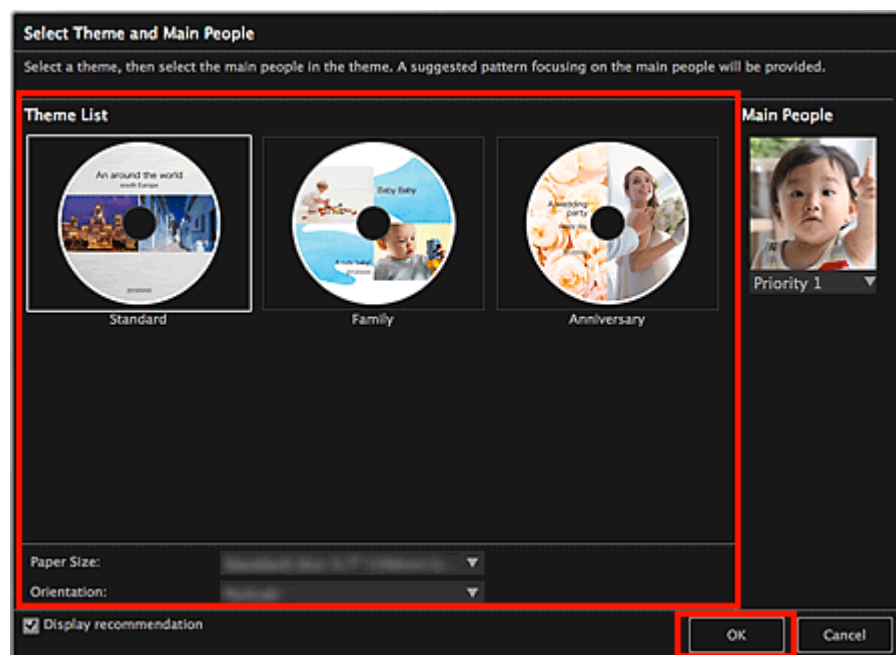 Select Theme and Main People
Select a theme, then select the main people in the theme. A suggested pattern focusing on the main people will be provided.
Theme List
Main People
An around the world
south Europe
Baby Baby
A wedding
party
Standard
Family
Anniversary
Priority 1
Paper Size:
Orientation:
Display recommendation
OK
Cancel